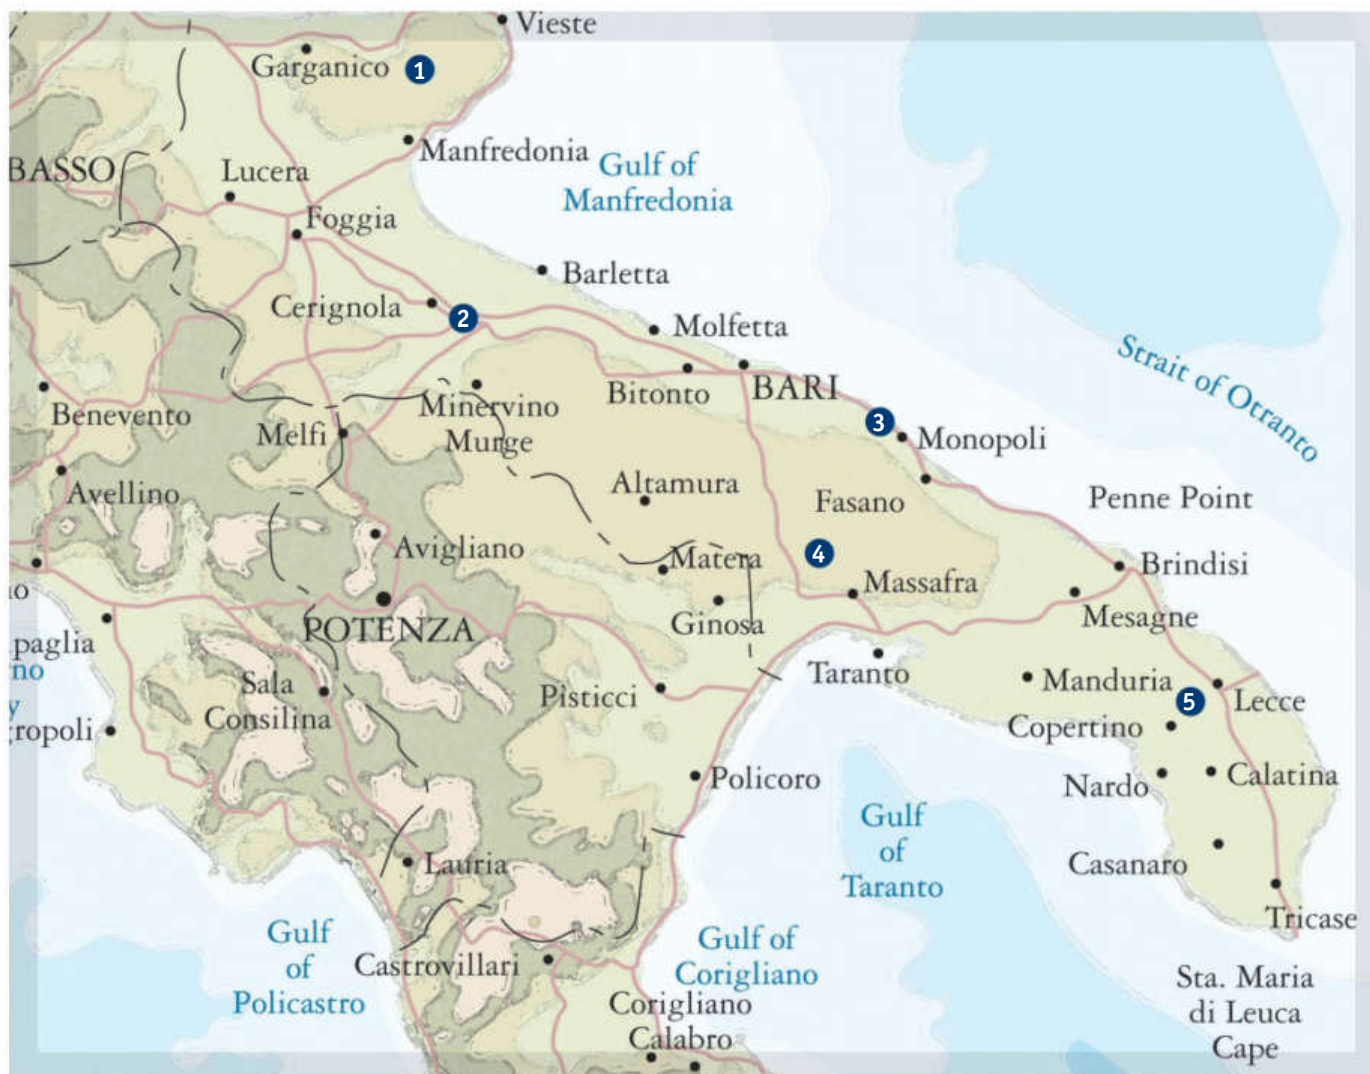 Vieste
Garganico
1
Manfredonia
Gulf of
Manfredonia
BASSO
Lucera
Foggia
Barletta
Cerignola
2
Molfetta
Strait of Otranto
Benevento
Minervino
Murge
Bitonto
BARI
3
Monopoli
Melfi
Avellino
Altamura
Fasano
Penne Point
Avigliano
Matera
4
Massafra
Brindisi
Mesagne
POTENZA
Ginosa
io
paglia
no
y
Sala
Consilina
Pisticci
Taranto
Manduria
5
Lecce
Copertino
ropoli
Policoro
Nardo
Calatina
Gulf
of
Taranto
Lauria
Casanaro
Tricase
Gulf
of
Policastro
Castrovillari
Gulf of
Corigliano
Corigliano
Calabro
Sta. Maria
di Leuca
Cape